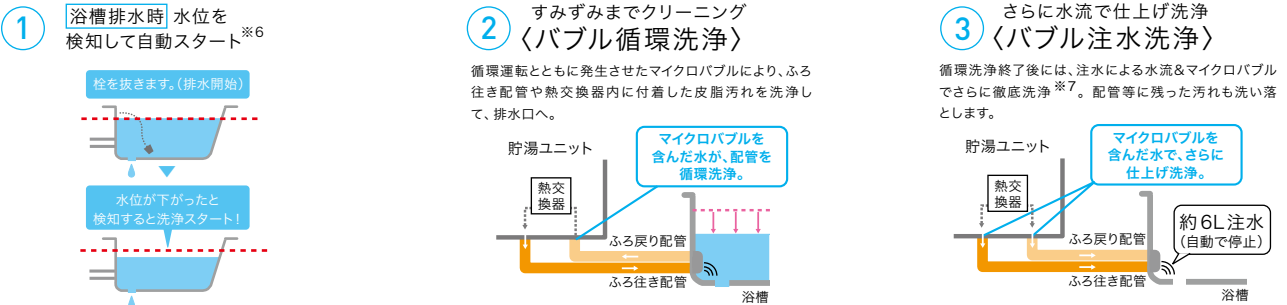 1
浴槽排水時 水位を
検知して自動スタート※6
栓を抜きます。(排水開始)
水位が下がったと
検知すると洗浄スタート!
2
すみずみまでクリーニング
〈バブル循環洗浄〉
循環運転とともに発生させたマイクロバブルにより、ふろ
往き配管や熱交換器内に付着した皮脂汚れを洗浄し
て、排水口へ。
貯湯ユニット
マイクロバブルを
含んだ水が、配管を
循環洗浄。
熱交
換器
ふろ戻り配管
ふろ往き配管
浴槽
3
さらに水流で仕上げ洗浄
〈バブル注水洗浄〉
循環洗浄終了後には、注水による水流&マイクロバブル
でさらに徹底洗浄※7。配管等に残った汚れも洗い落
とします。
貯湯ユニット
マイクロバブルを
含んだ水で、さらに
仕上げ洗浄。
熱交
換器
約6L注水
(自動で停止)
ふろ戻り配管
ふろ往き配管
浴槽